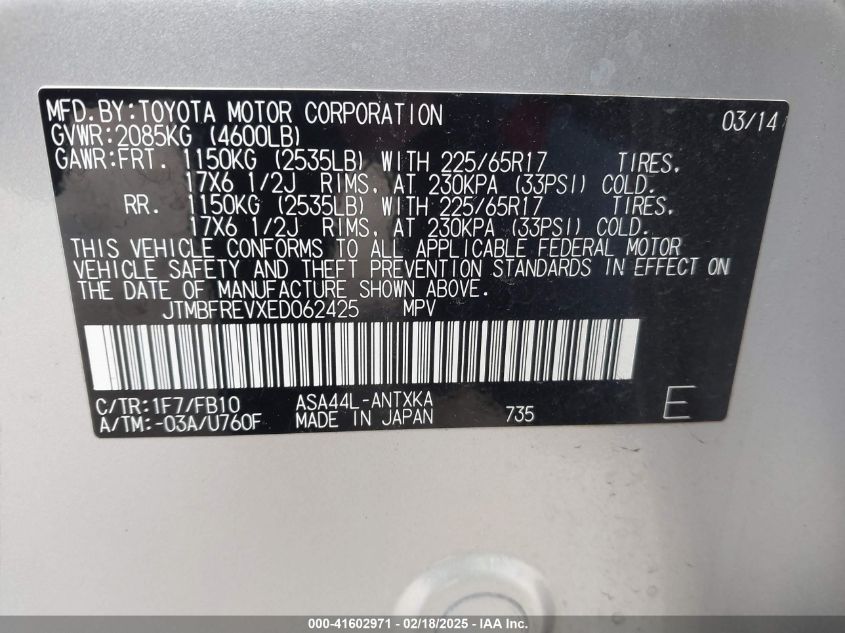 MFD.BY:TOYOTA MOTOR CORPORATION 03/14
GVWR:2085KG (4600LB)
GAWR:FRT. 1150KG (2535LB) WITH 225/65R17 TIRES,
17X6 1/2J RIMS, AT 230KPA (33PSI) COLD.
RR. 1150KG (2535LB) WITH 225/65R17 TIRES,
17X6 1/2J RIMS, AT 230KPA (33PSI) COLD.
THIS VEHICLE CONFORMS TO ALL APPLICABLE FEDERAL MOTOR
VEHICLE SAFETY AND THEFT PREVENTION STANDARDS IN EFFECT ON
THE DATE OF MANUFACTURE SHOWN ABOVE.
JTMBFREVXED062425 MPV
C/TR:1F7/FB10 ASA44L-ANTXKA
A/TM:-03A/U760F MADE IN JAPAN 735 E
000-41602971 - 02/18/2025 - IAA Inc.